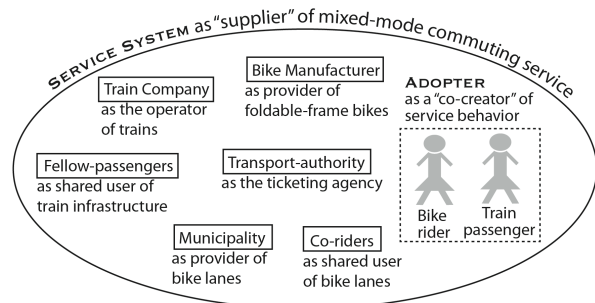 SERVICE SYSTEM as “supplier” of mixed-mode commuting service
Train Company
as the operator
of trains
Bike Manufacturer
as provider of
foldable-frame bikes
ADOPTER
as a “co-creator” of
service behavior
Fellow-passengers
as shared user of
train infrastructure
Transport-authority
as the ticketing agency
Bike
rider
Train
passenger
Municipality
as provider of
bike lanes
Co-riders
as shared user
of bike lanes